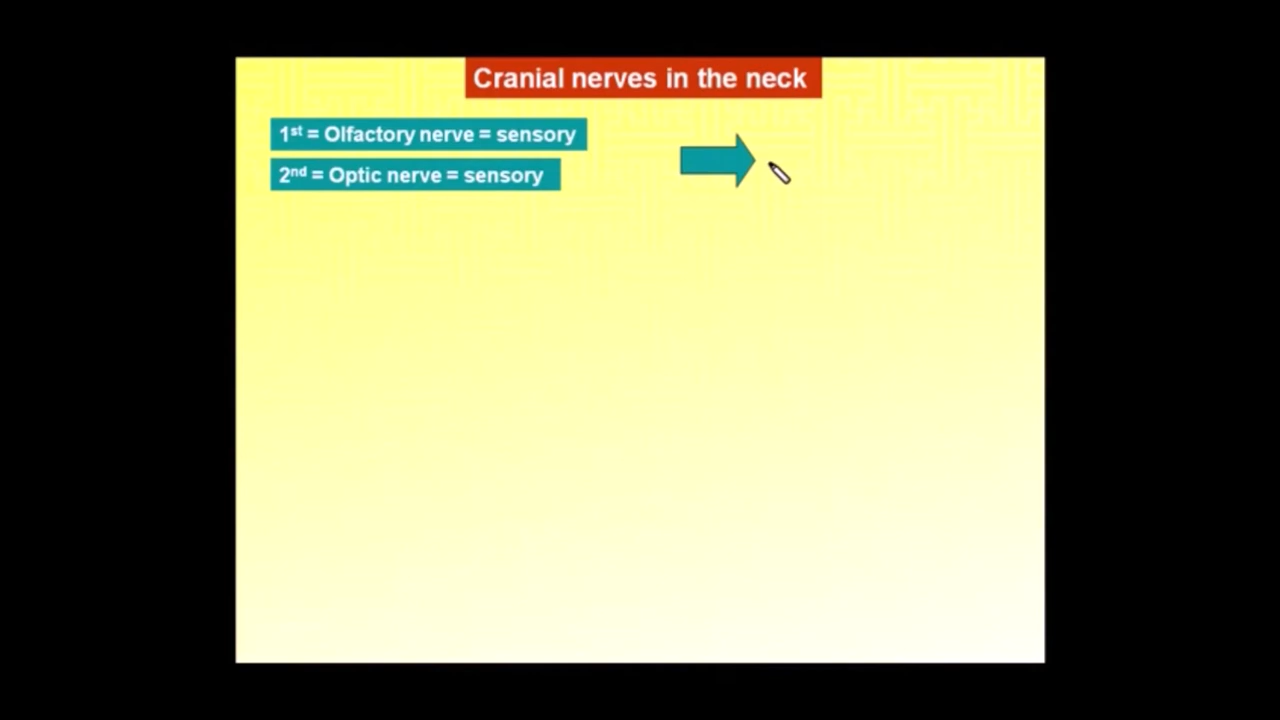 Cranial nerves in the neck
1st = Olfactory nerve = sensory
2nd = Optic nerve = sensory